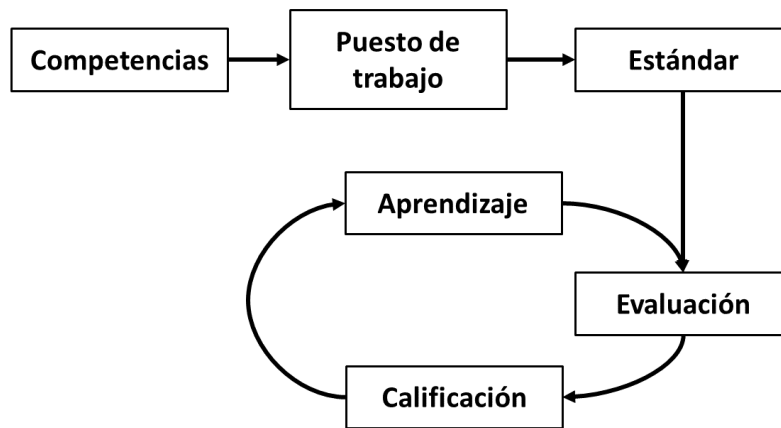 Competencias
Puesto de
trabajo
Estándar
Aprendizaje
Evaluación
Calificación